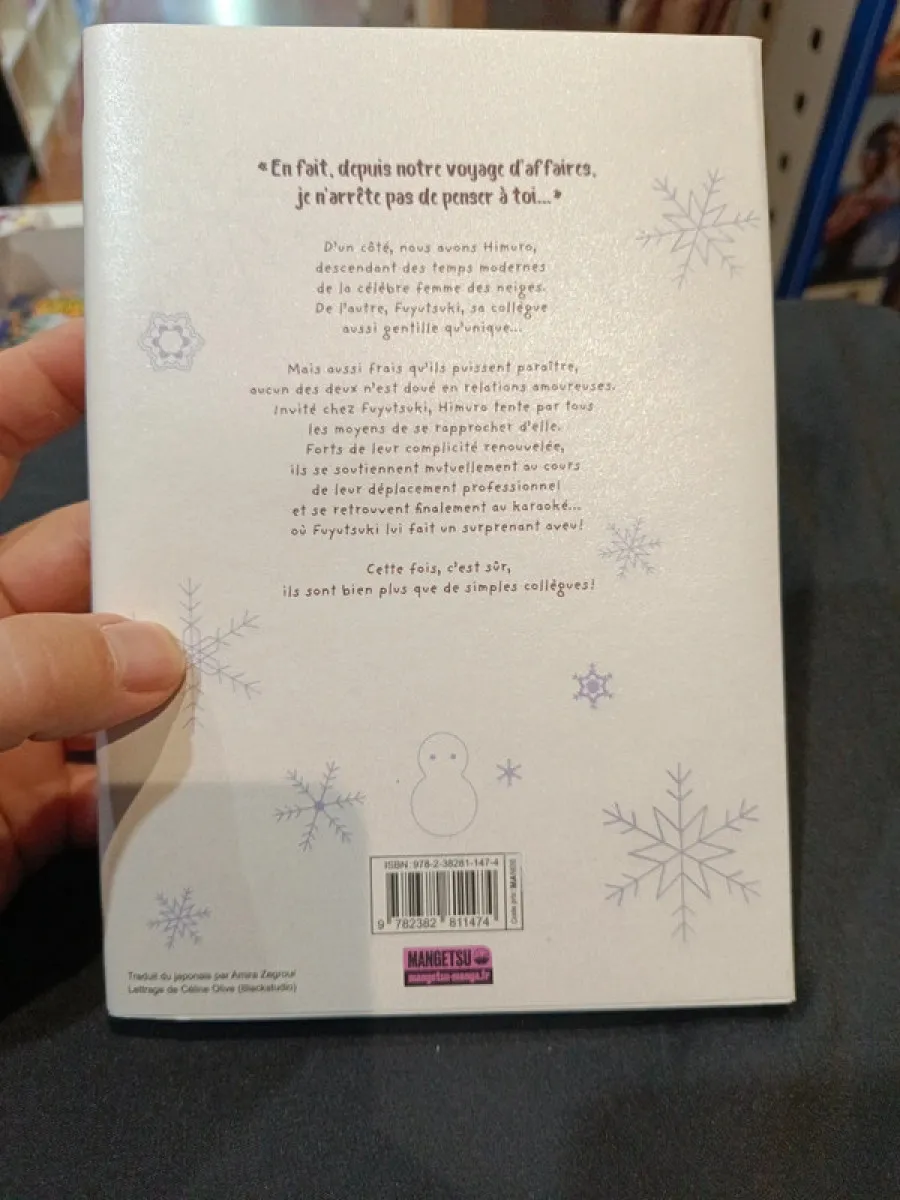 « En fait, depuis notre voyage d'affaires,
je n'arrête pas de penser à toi... »
D'un côté, nous avons Himuro,
descendant des temps modernes
de la célèbre femme des neiges.
De l'autre, Fuyutsuki, sa collègue
aussi gentille qu'unique...
Mais aussi frais qu'ils puissent paraître,
aucun des deux n'est doué en relations amoureuses.
Invité chez Fuyutsuki, Himuro tente par tous
les moyens de se rapprocher d'elle.
Forts de leur complicité renouvelée,
ils se soutiennent mutuellement au cours
de leur déplacement professionnel
et se retrouvent finalement au karaoké...
où Fuyutsuki lui fait un surprenant aveu!
Cette fois, c'est sûr,
ils sont bien plus que de simples collègues!
ISBN: 978-2-38281-147-4
9 782382 811474
Code prix:
MANGETSU
mangetsu-manga.fr
Traduit du japonais par Amira Zegrour
Lettrage de Céline Olive (Blackstudio)